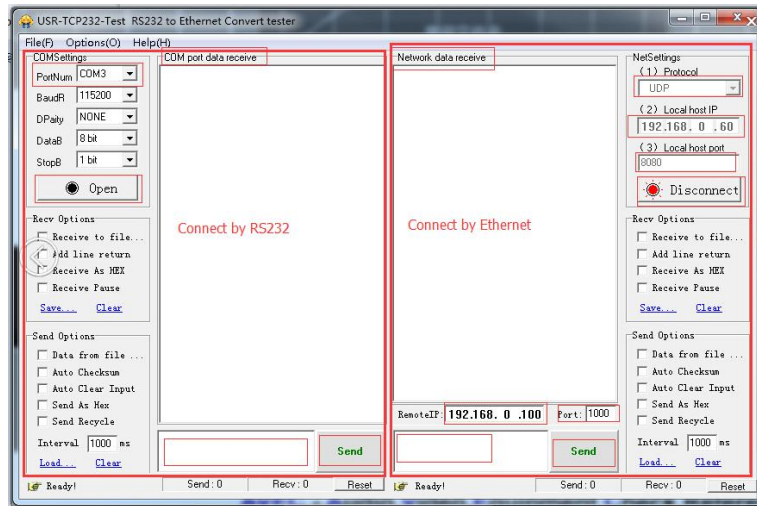 USR-TCP232-Test RS232 to Ethernet Convert tester
File(F) Options(O) Help(H)
COMSettings
PortNum COM3
BaudR 115200
DPaity NONE
DataB 8 bit
StopB 1 bit
Open
Recv Options
Receive to file...
Add line return
Receive As HEX
Receive Pause
Save... Clear
Send Options
Data from file ...
Auto Checksum
Auto Clear Input
Send As Hex
Send Recycle
Interval 1000 ms
Load... Clear
COM port data receive
Connect by RS232
Send
Ready! Send : 0 Recv : 0 Reset
Network data receive
Connect by Ethernet
RemoteIP: 192.168. 0 .100 Port: 1000
Send
NetSettings
(1) Protocol
UDP
(2) Local host IP
192.168. 0 .60
(3) Local host port
8080
Disconnect
Recv Options
Receive to file...
Add line return
Receive As HEX
Receive Pause
Save... Clear
Send Options
Data from file ...
Auto Checksum
Auto Clear Input
Send As Hex
Send Recycle
Interval 1000 ms
Load... Clear
Ready! Send : 0 Recv : 0 Reset